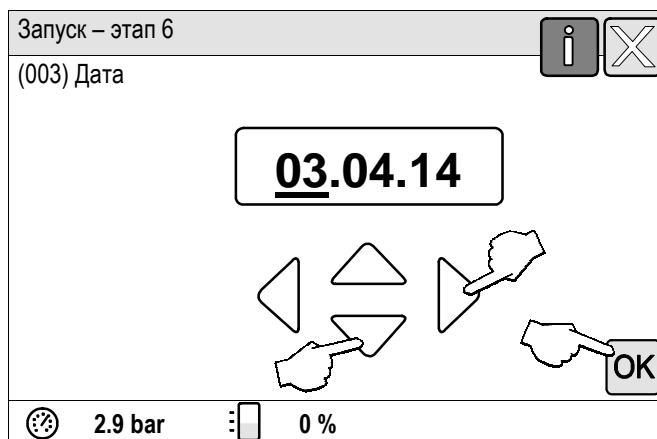 Запуск – этап 6
i
X
(003) Дата
03.04.14
OK
2.9 bar
0 %